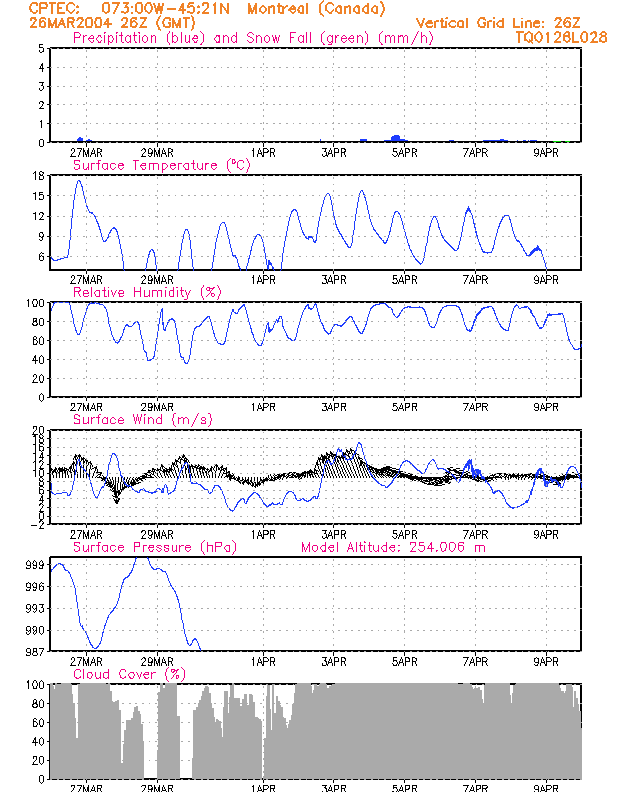 CPTEC: 073:00W-45:21N Montreal (Canada)
26MAR2004 26Z (GMT) Vertical Grid Line: 26Z
Precipitation (blue) and Snow Fall (green) (mm/h) TQ0126L028
5
4
3
2
1
0
27MAR 29MAR 1APR 3APR 5APR 7APR 9APR
Surface Temperature (ºC)
18
15
12
9
6
27MAR 29MAR 1APR 3APR 5APR 7APR 9APR
Relative Humidity (%)
100
80
60
40
20
0
27MAR 29MAR 1APR 3APR 5APR 7APR 9APR
Surface Wind (m/s)
20
18
16
14
12
10
8
6
4
2
0
-2
27MAR 29MAR 1APR 3APR 5APR 7APR 9APR
Surface Pressure (hPa) Model Altitude: 254.006 m
999
996
993
990
987
27MAR 29MAR 1APR 3APR 5APR 7APR 9APR
Cloud Cover (%)
100
80
60
40
20
0
27MAR 29MAR 1APR 3APR 5APR 7APR 9APR